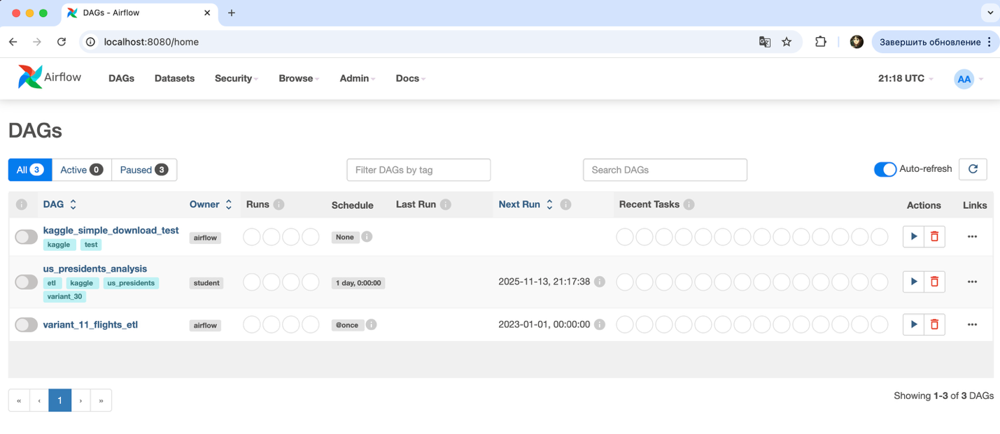 DAGs - Airflow
localhost:8080/home
Завершить обновление
Airflow DAGs Datasets Security Browse Admin Docs 21:18 UTC AA
DAGs
All 3 Active 0 Paused 3 Filter DAGs by tag Search DAGs Auto-refresh
DAG Owner Runs Schedule Last Run Next Run Recent Tasks Actions Links
kaggle_simple_download_test
kaggle test airflow None
us_presidents_analysis
etl kaggle us_presidents student 1 day, 0:00:00 2025-11-13, 21:17:38
variant_30
variant_11_flights_etl airflow @once 2023-01-01, 00:00:00
« ‹ 1 › » Showing 1-3 of 3 DAGs